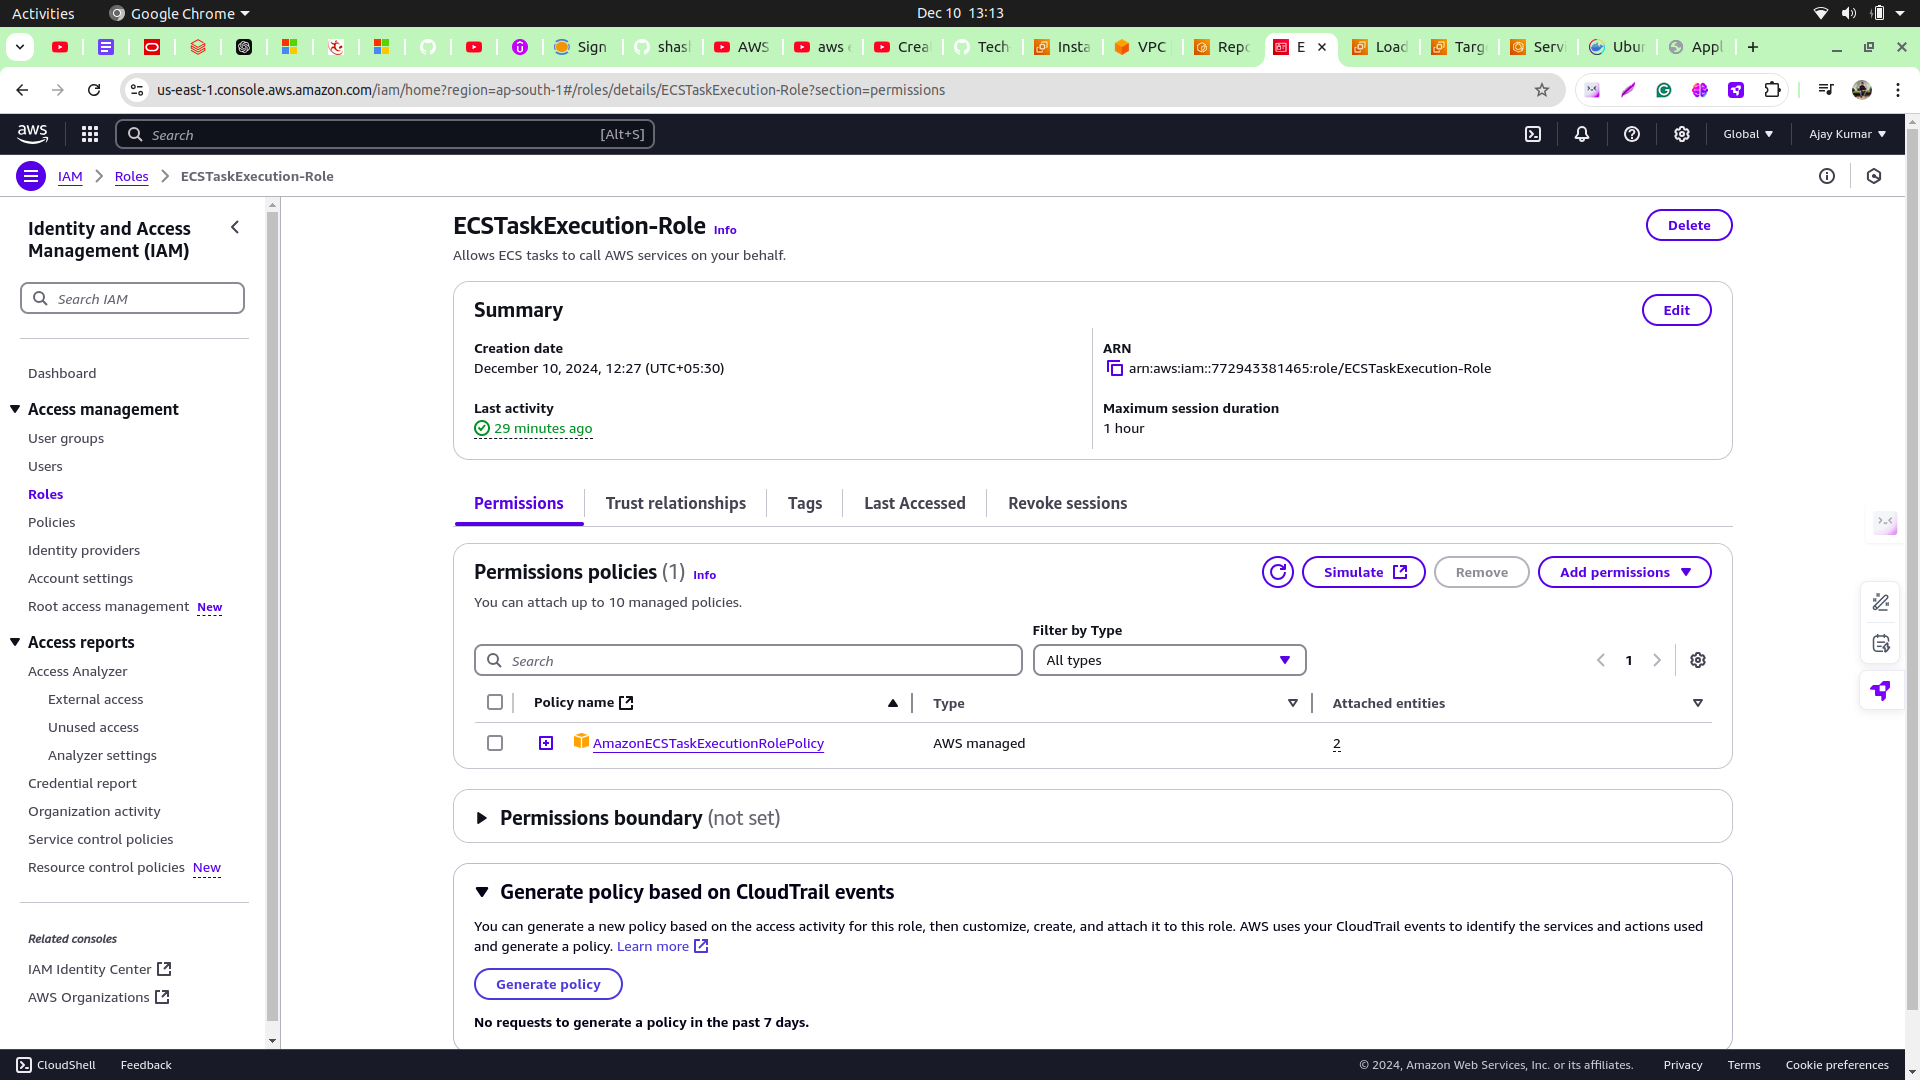 Activities
Google Chrome
Dec 10 13:13
Sign
shas
AWS
aws
Crea
Tech
Insta
VPC
Repo
E
Load
Targ
Servi
Ubun
Appl
us-east-1.console.aws.amazon.com/iam/home?region=ap-south-1#/roles/details/ECSTaskExecution-Role?section=permissions
aws
Search
[Alt+S]
Global
Ajay Kumar
IAM
Roles
ECSTaskExecution-Role
Identity and Access
Management (IAM)
Search IAM
Dashboard
Access management
User groups
Users
Roles
Policies
Identity providers
Account settings
Root access management New
Access reports
Access Analyzer
External access
Unused access
Analyzer settings
Credential report
Organization activity
Service control policies
Resource control policies New
Related consoles
IAM Identity Center
AWS Organizations
ECSTaskExecution-Role Info
Delete
Allows ECS tasks to call AWS services on your behalf.
Summary
Edit
Creation date
December 10, 2024, 12:27 (UTC+05:30)
ARN
arn:aws:iam::772943381465:role/ECSTaskExecution-Role
Last activity
29 minutes ago
Maximum session duration
1 hour
Permissions
Trust relationships
Tags
Last Accessed
Revoke sessions
Permissions policies (1) Info
Simulate
Remove
Add permissions
You can attach up to 10 managed policies.
Filter by Type
Search
All types
1
Policy name
Type
Attached entities
AmazonECSTaskExecutionRolePolicy
AWS managed
2
Permissions boundary (not set)
Generate policy based on CloudTrail events
You can generate a new policy based on the access activity for this role, then customize, create, and attach it to this role. AWS uses your CloudTrail events to identify the services and actions used
and generate a policy. Learn more
Generate policy
No requests to generate a policy in the past 7 days.
CloudShell
Feedback
© 2024, Amazon Web Services, Inc. or its affiliates.
Privacy
Terms
Cookie preferences